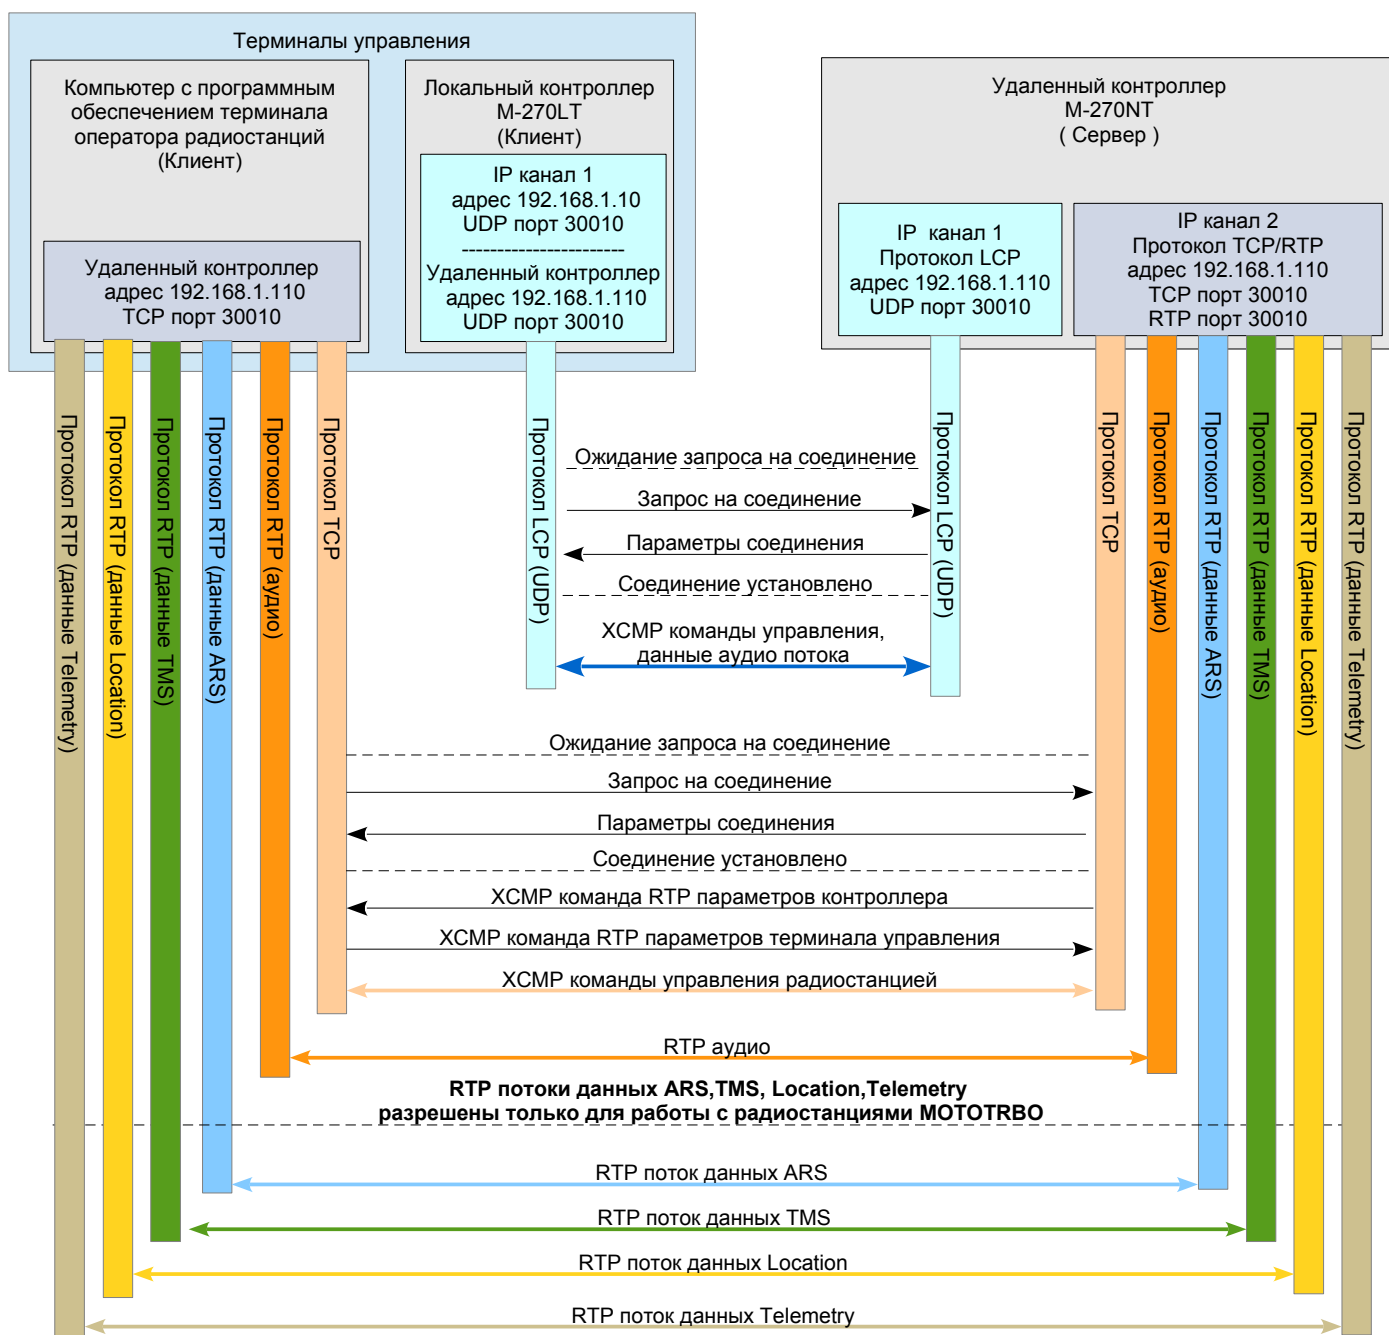 Терминалы управления
Компьютер с программным
обеспечением терминала
оператора радиостанций
(Клиент)
Удаленный контроллер
адрес 192.168.1.110
TCP порт 30010
Локальный контроллер
M-270LT
(Клиент)
IP канал 1
адрес 192.168.1.10
UDP порт 30010
-----------------------
Удаленный контроллер
адрес 192.168.1.110
UDP порт 30010
Удаленный контроллер
M-270NT
( Сервер )
IP канал 1
Протокол LCP
адрес 192.168.1.110
UDP порт 30010
IP канал 2
Протокол TCP/RTP
адрес 192.168.1.110
TCP порт 30010
RTP порт 30010
Протокол RTP (данные Telemetry)
Протокол RTP (данные Location)
Протокол RTP (данные TMS)
Протокол RTP (данные ARS)
Протокол RTP (аудио)
Протокол TCP
Протокол LCP (UDP)
Протокол LCP (UDP)
Протокол TCP
Протокол RTP (аудио)
Протокол RTP (данные ARS)
Протокол RTP (данные TMS)
Протокол RTP (данные Location)
Протокол RTP (данные Telemetry)
Ожидание запроса на соединение
Запрос на соединение
Параметры соединения
Соединение установлено
XCMP команды управления,
данные аудио потока
Ожидание запроса на соединение
Запрос на соединение
Параметры соединения
Соединение установлено
XCMP команда RTP параметров контроллера
XCMP команда RTP параметров терминала управления
XCMP команды управления радиостанцией
RTP аудио
RTP потоки данных ARS,TMS, Location,Telemetry
разрешены только для работы с радиостанциями MOTOTRBO
RTP поток данных ARS
RTP поток данных TMS
RTP поток данных Location
RTP поток данных Telemetry